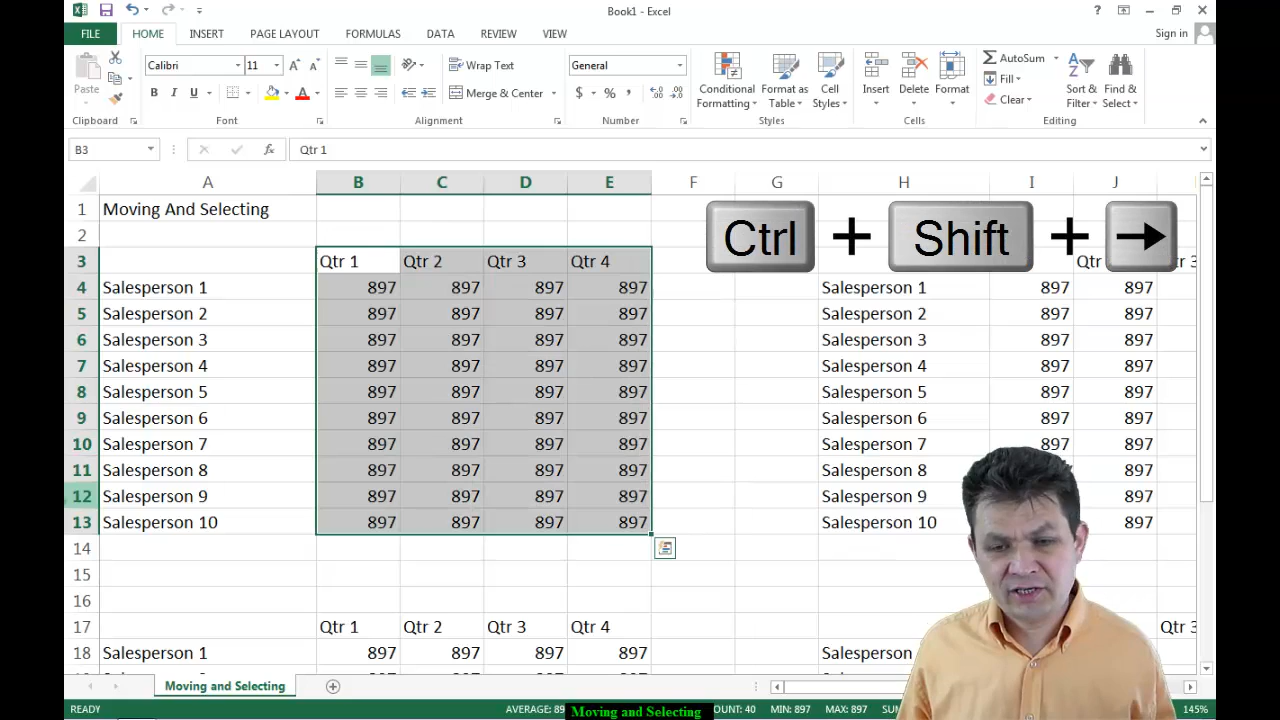 Book1 - Excel
?
FILE HOME INSERT PAGE LAYOUT FORMULAS DATA REVIEW VIEW Sign in
Paste Calibri 11 Wrap Text General Conditional Formatting Format as Table Cell Styles Insert Delete Format AutoSum Sort & Filter Find & Select
B I U A Merge & Center $ % , Fill Clear
Clipboard Font Alignment Number Styles Cells Editing
B3 fx Qtr 1
A B C D E F G H I J
1 Moving And Selecting
2
Ctrl + Shift + →
3 Qtr 1 Qtr 2 Qtr 3 Qtr 4 Qtr
4 Salesperson 1 897 897 897 897 Salesperson 1 897 897
5 Salesperson 2 897 897 897 897 Salesperson 2 897 897
6 Salesperson 3 897 897 897 897 Salesperson 3 897 897
7 Salesperson 4 897 897 897 897 Salesperson 4 897 897
8 Salesperson 5 897 897 897 897 Salesperson 5 897 897
9 Salesperson 6 897 897 897 897 Salesperson 6 897 897
10 Salesperson 7 897 897 897 897 Salesperson 7 897 897
11 Salesperson 8 897 897 897 897 Salesperson 8 897
12 Salesperson 9 897 897 897 897 Salesperson 9 897
13 Salesperson 10 897 897 897 897 Salesperson 10 897
14
15
16
17 Qtr 1 Qtr 2 Qtr 3 Qtr 4 Qtr 3
18 Salesperson 1 897 897 897 897 Salesperson
Moving and Selecting
READY AVERAGE: 89 Moving and Selecting COUNT: 40 MIN: 897 MAX: 897 145%